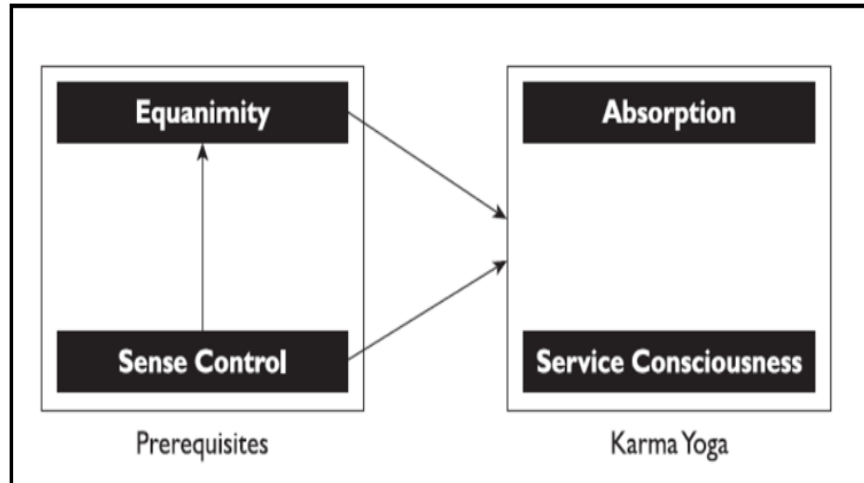 Equanimity
Absorption
Sense Control
Service Consciousness
Prerequisites
Karma Yoga